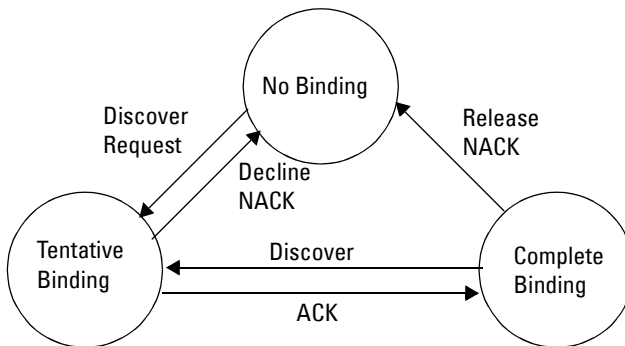 No Binding
Discover
Request
Release
NACK
Decline
NACK
Tentative
Binding
Discover
Complete
Binding
ACK